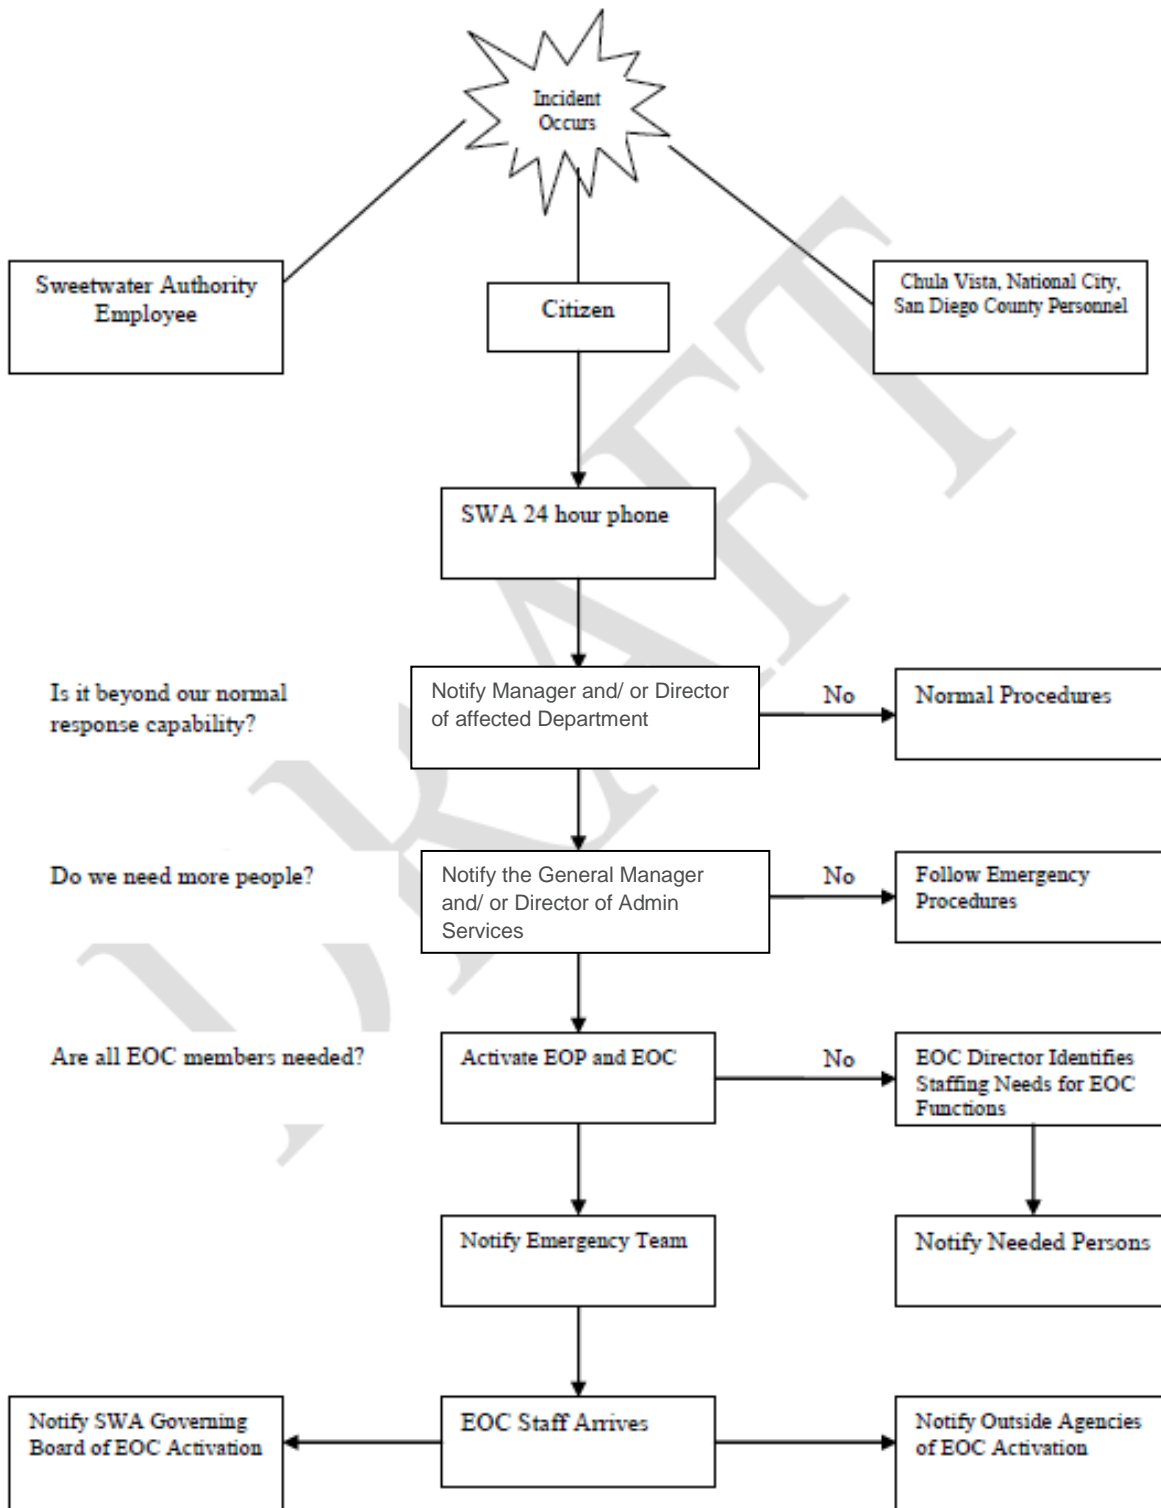 Incident
Occurs
Sweetwater Authority
Employee
Citizen
Chula Vista, National City,
San Diego County Personnel
SWA 24 hour phone
Is it beyond our normal
response capability?
Notify Manager and/ or Director
of affected Department
No
Normal Procedures
Do we need more people?
Notify the General Manager
and/ or Director of Admin
Services
No
Follow Emergency
Procedures
Are all EOC members needed?
Activate EOP and EOC
No
EOC Director Identifies
Staffing Needs for EOC
Functions
Notify Emergency Team
Notify Needed Persons
Notify SWA Governing
Board of EOC Activation
EOC Staff Arrives
Notify Outside Agencies
of EOC Activation
DRAFT